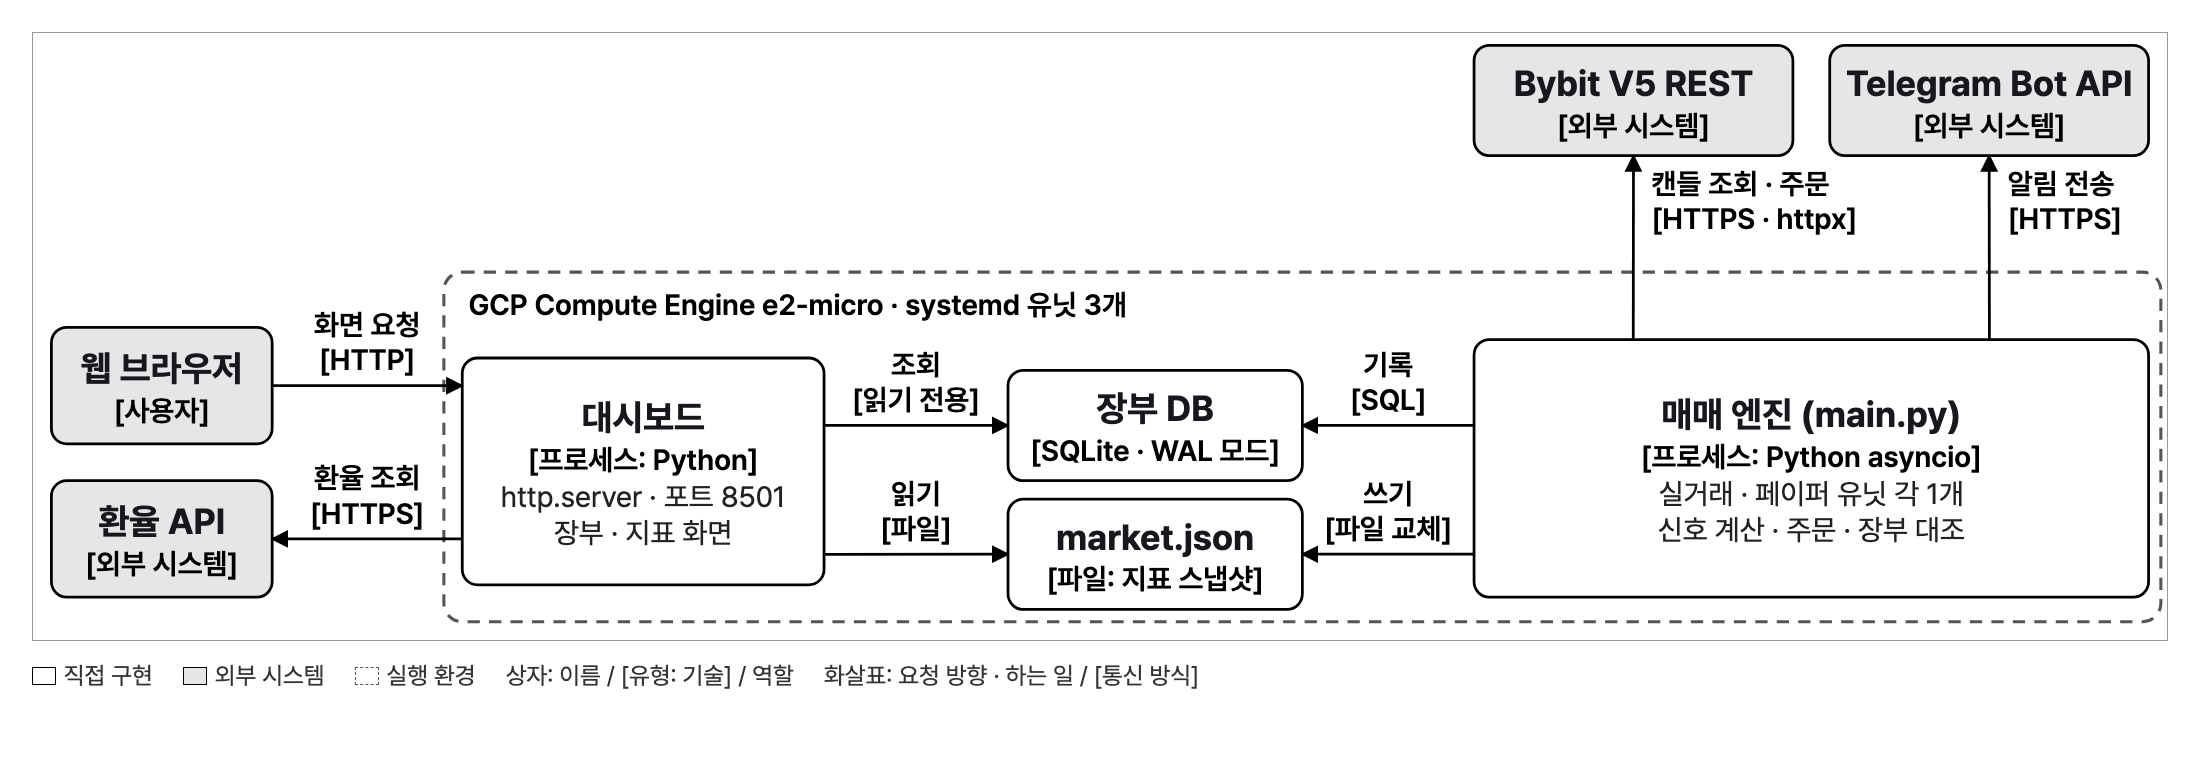 Bybit V5 REST
[외부 시스템]
Telegram Bot API
[외부 시스템]
캔들 조회 · 주문
[HTTPS · httpx]
알림 전송
[HTTPS]
GCP Compute Engine e2-micro · systemd 유닛 3개
웹 브라우저
[사용자]
화면 요청
[HTTP]
환율 API
[외부 시스템]
환율 조회
[HTTPS]
대시보드
[프로세스: Python]
http.server · 포트 8501
장부 · 지표 화면
조회
[읽기 전용]
읽기
[파일]
장부 DB
[SQLite · WAL 모드]
market.json
[파일: 지표 스냅샷]
기록
[SQL]
쓰기
[파일 교체]
매매 엔진 (main.py)
[프로세스: Python asyncio]
실거래 · 페이퍼 유닛 각 1개
신호 계산 · 주문 · 장부 대조
직접 구현
외부 시스템
실행 환경
상자: 이름 / [유형: 기술] / 역할
화살표: 요청 방향 · 하는 일 / [통신 방식]